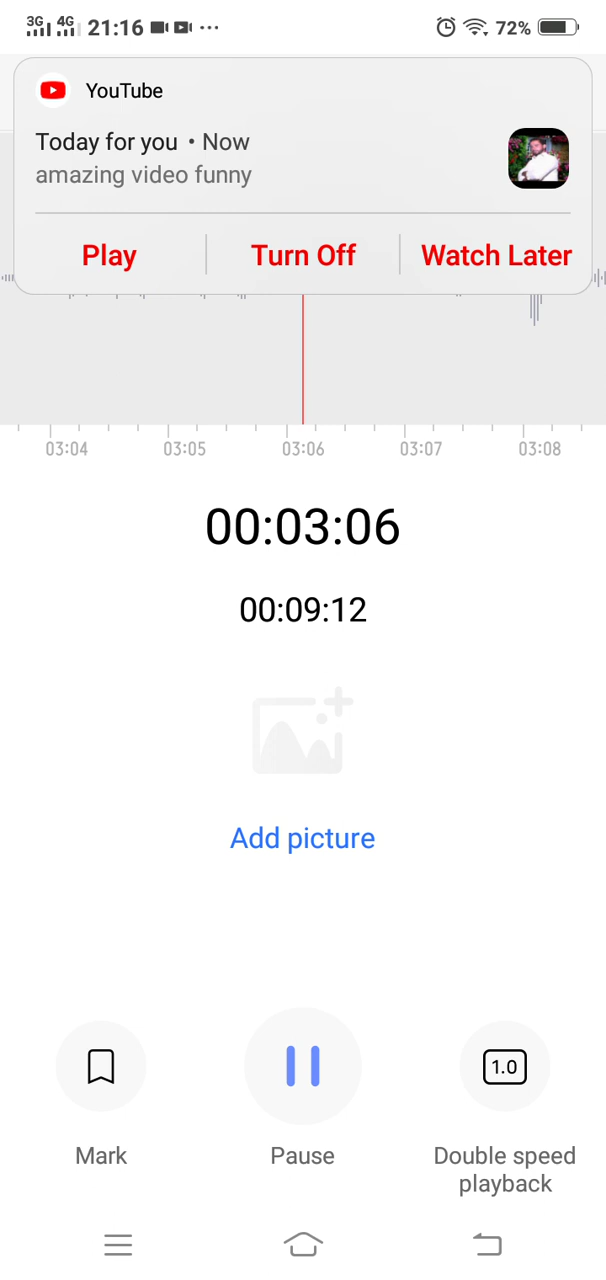 3G 4G 21:16 72%
YouTube
Today for you • Now
amazing video funny
Play Turn Off Watch Later
03:04 03:05 03:06 03:07 03:08
00:03:06
00:09:12
Add picture
1.0
Mark Pause Double speed
playback